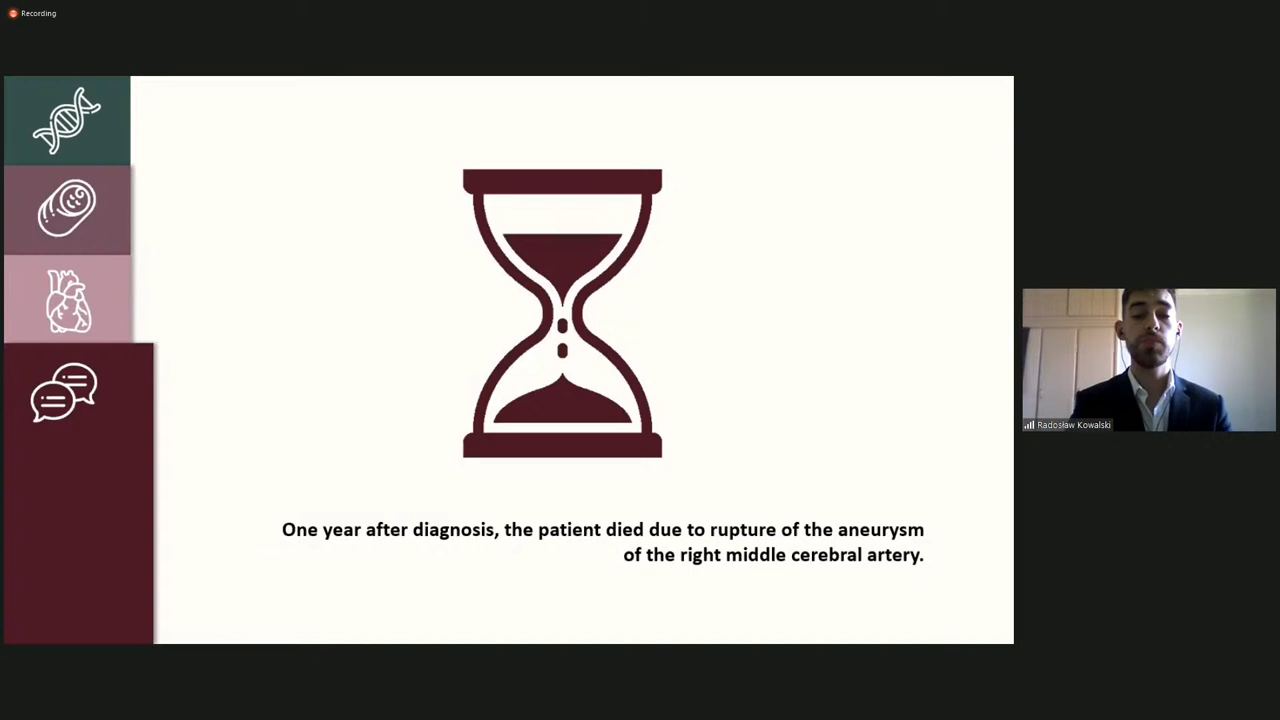 Recording
One year after diagnosis, the patient died due to rupture of the aneurysm
of the right middle cerebral artery.
Radosław Kowalski